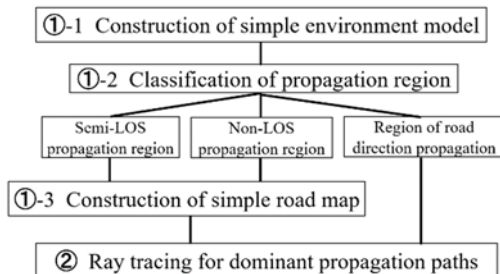 ①-1 Construction of simple environment model
①-2 Classification of propagation region
Semi-LOS
propagation region
Non-LOS
propagation region
Region of road
direction propagation
①-3 Construction of simple road map
② Ray tracing for dominant propagation paths